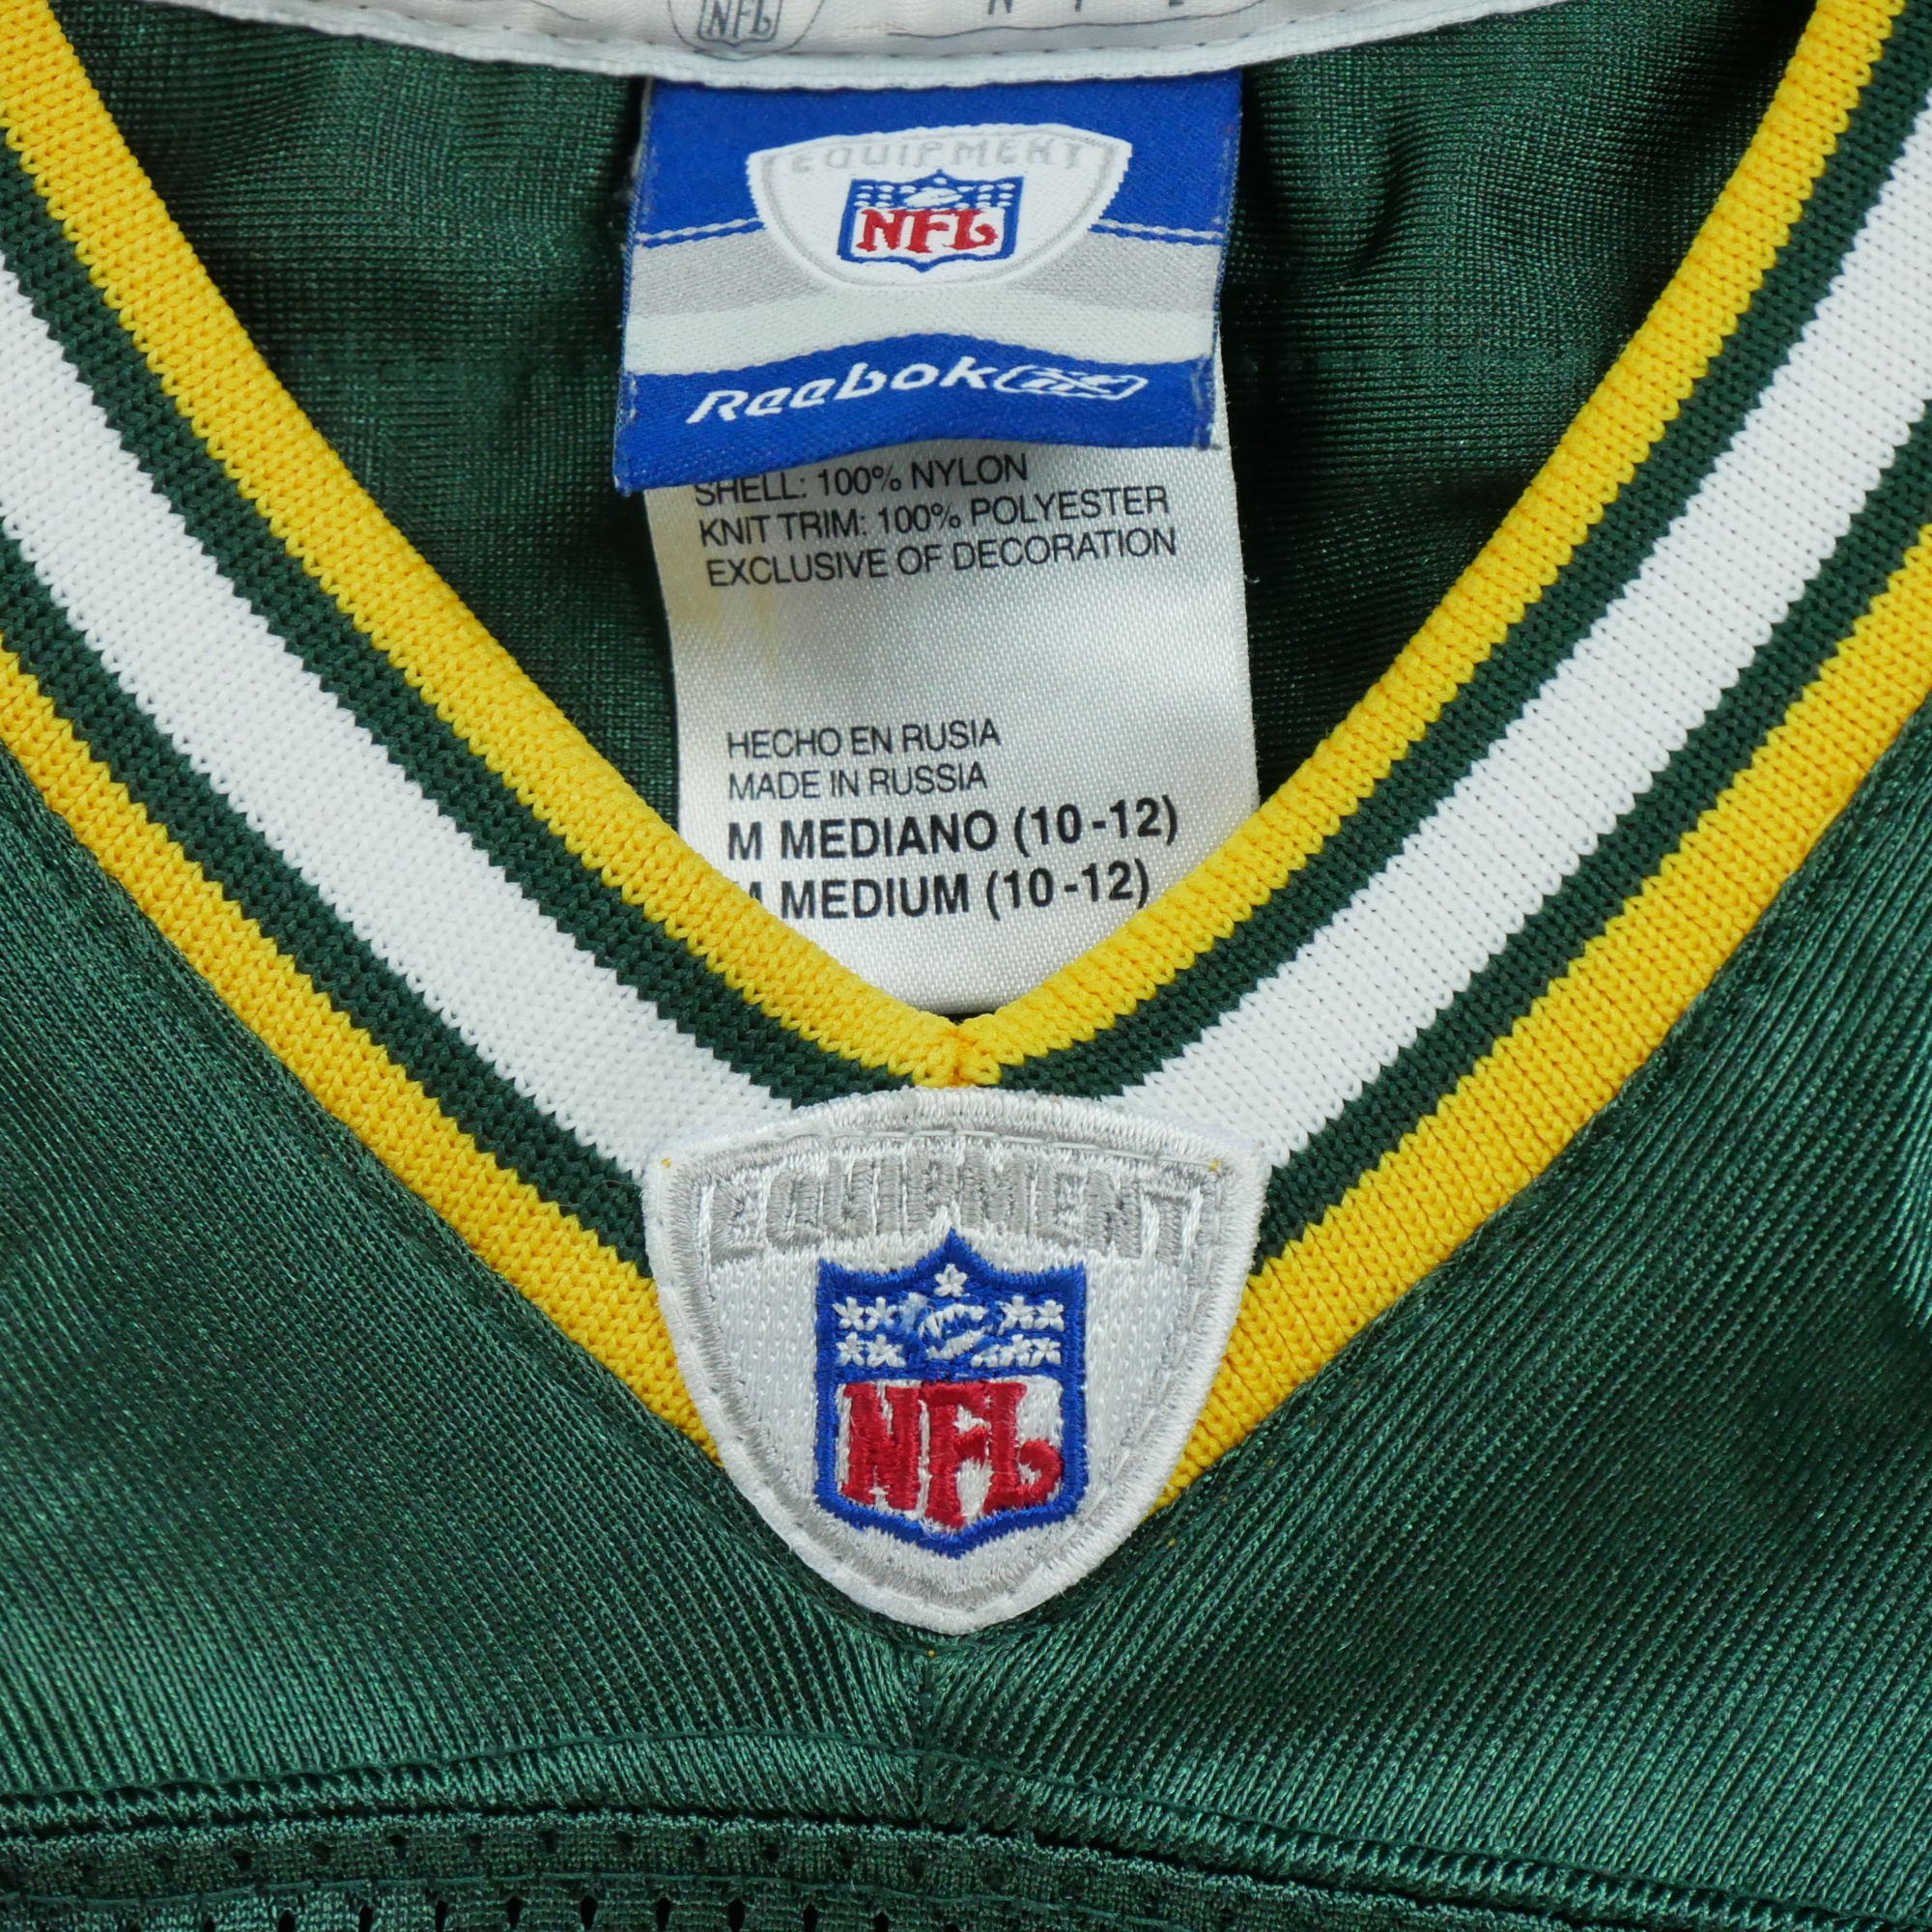 NFL
EQUIPMENT
NFL
Reebok
SHELL: 100% NYLON
KNIT TRIM: 100% POLYESTER
EXCLUSIVE OF DECORATION
HECHO EN RUSIA
MADE IN RUSSIA
M MEDIANO (10-12)
M MEDIUM (10-12)
EQUIPMENT
NFL